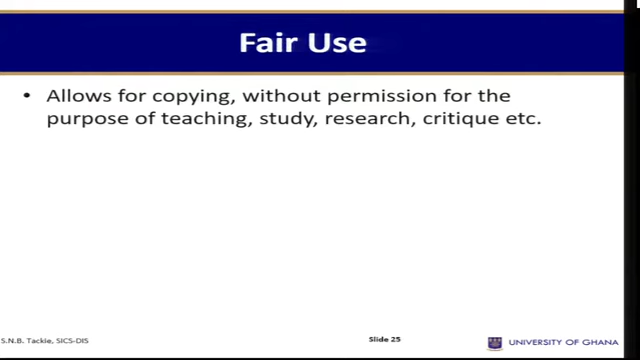 Fair Use
• Allows for copying, without permission for the
purpose of teaching, study, research, critique etc.
S.N.B. Tackie, SICS-DIS
Slide 25
UNIVERSITY OF GHANA